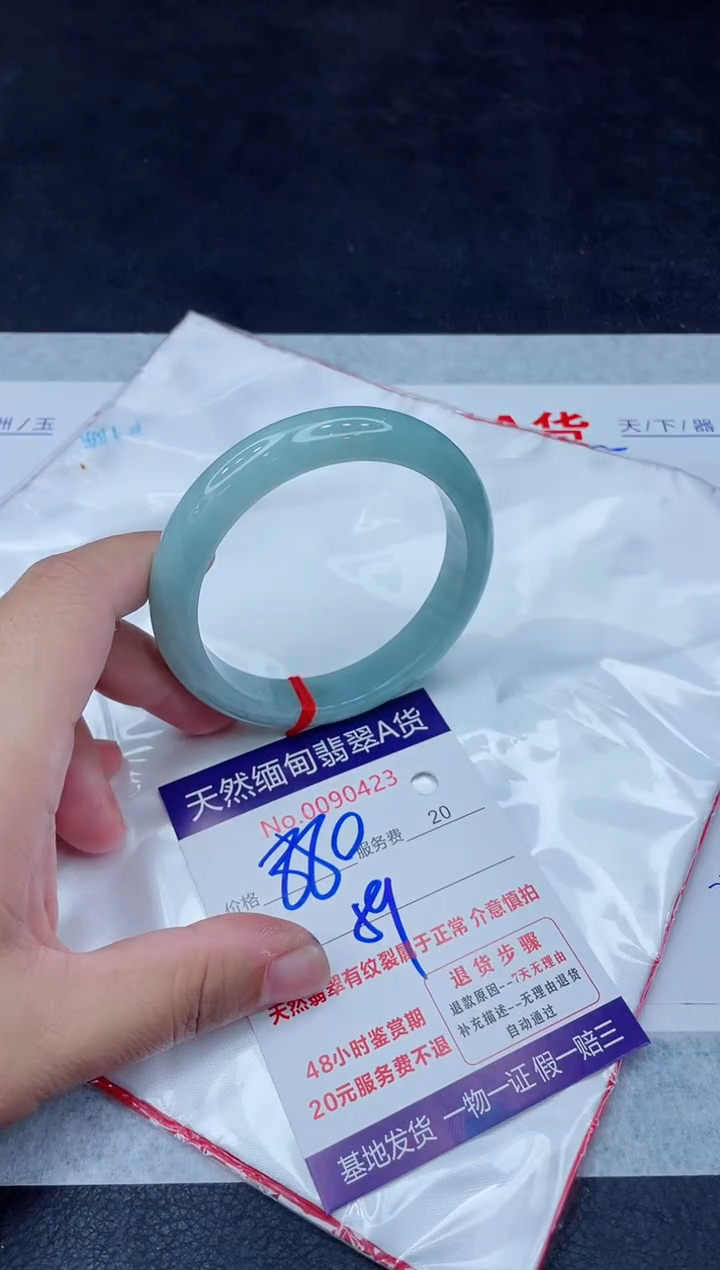 洲/玉
A货
天/下/器
天然缅甸翡翠A货
No.0090423
价格 880 服务费 20
89
天然翡翠有纹裂属于正常 介意慎拍
48小时鉴赏期
20元服务费不退
退货步骤
退款原因--7天无理由
补充描述--无理由退货
自动通过
基地发货 一物一证 假一赔三